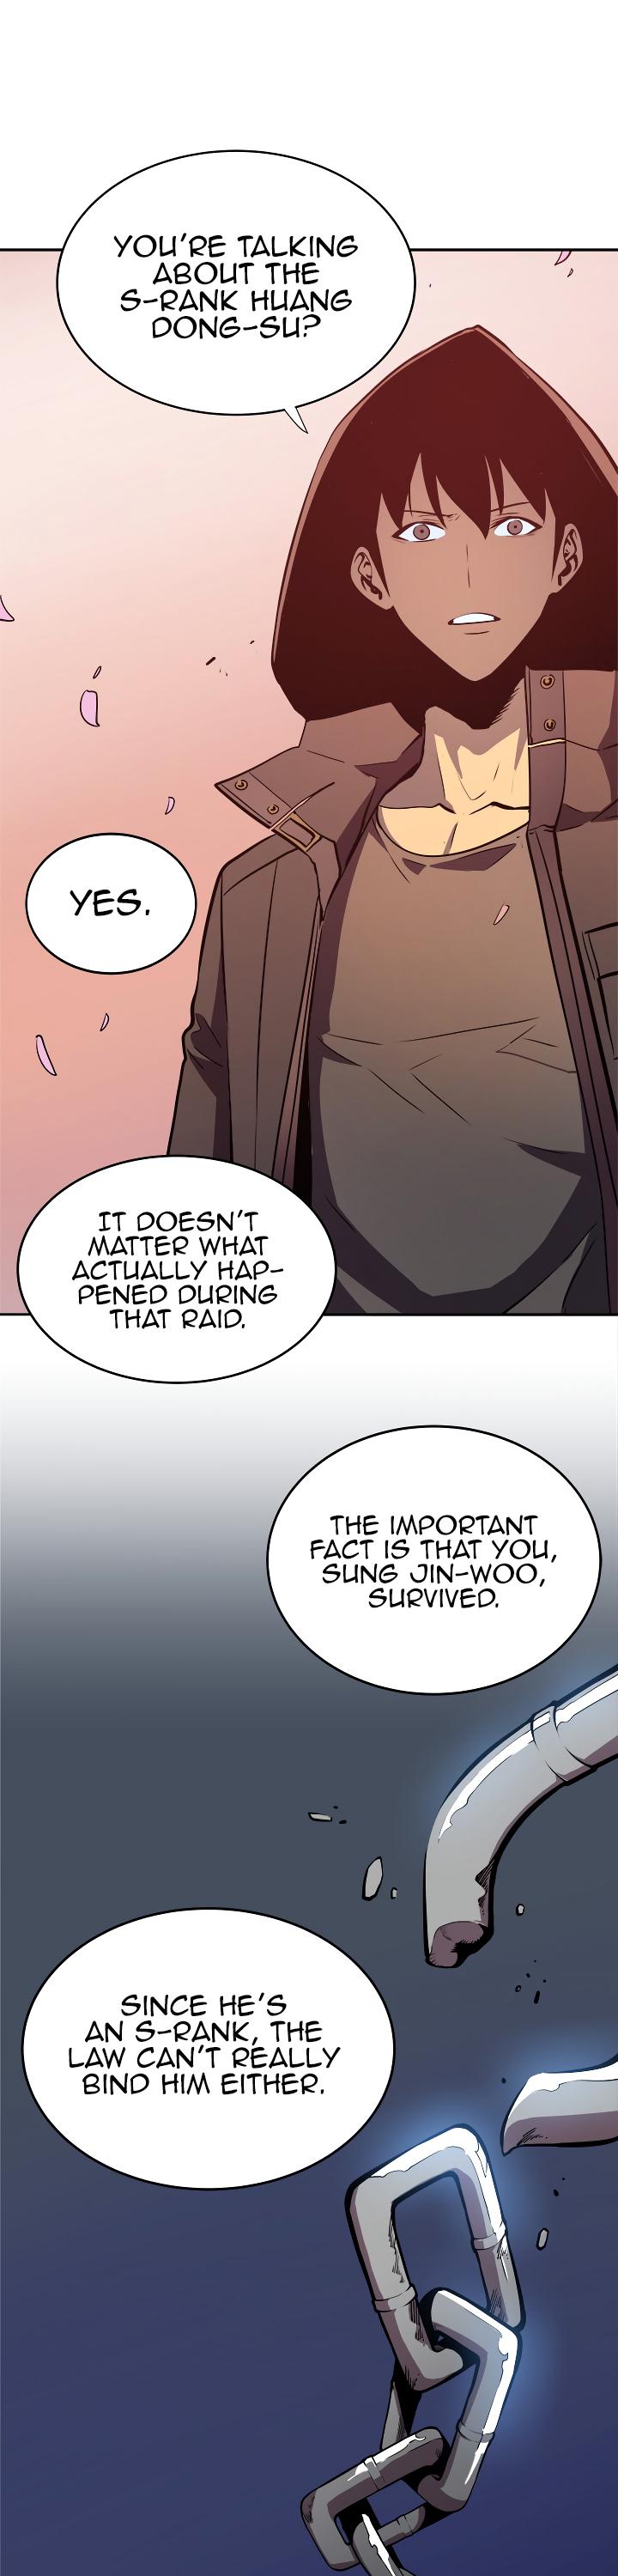 YOU'RE TALKING
ABOUT THE
S-RANK HUANG
DONG-SU?
YES.
IT DOESN'T
MATTER WHAT
ACTUALLY HAP-
PENED DURING
THAT RAID.
THE IMPORTANT
FACT IS THAT YOU,
SUNG JIN-WOO,
SURVIVED.
SINCE HE'S
AN S-RANK, THE
LAW CAN'T REALLY
BIND HIM EITHER.